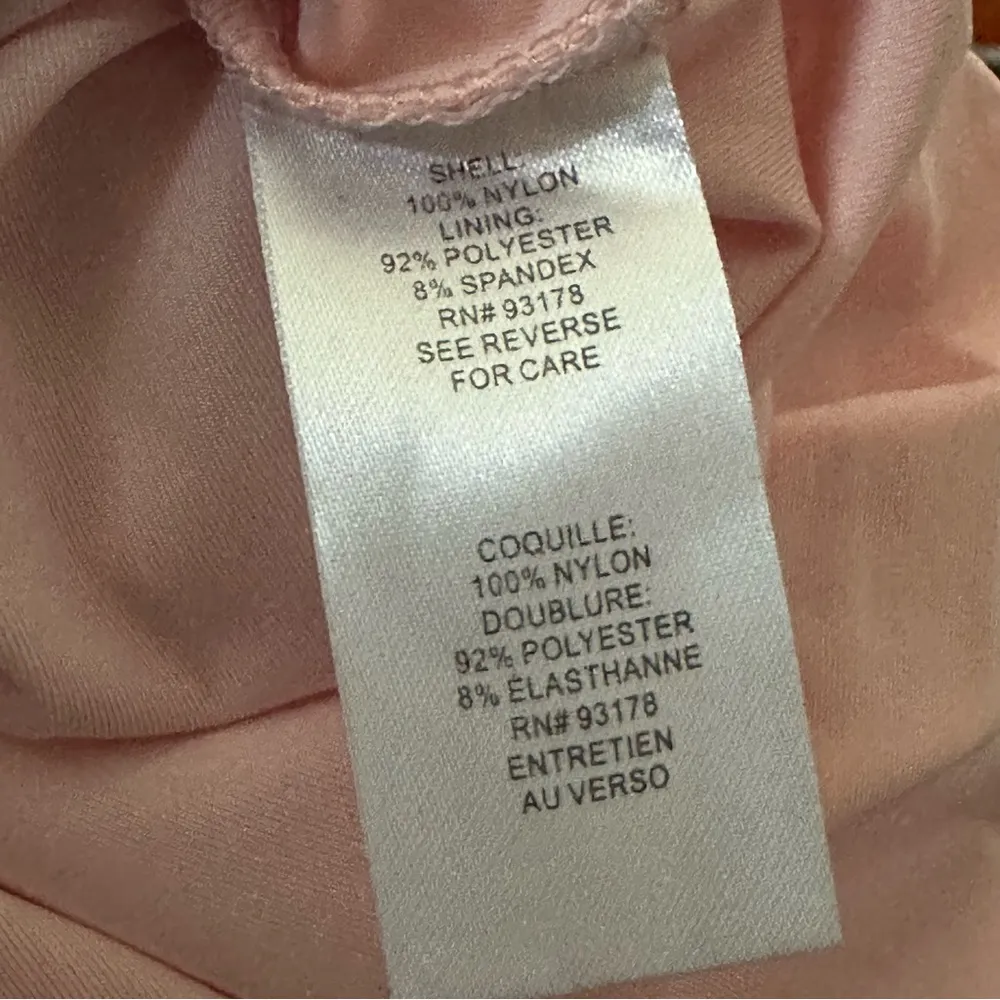 SHELL:
100% NYLON
LINING:
92% POLYESTER
8% SPANDEX
RN# 93178
SEE REVERSE
FOR CARE
COQUILLE:
100% NYLON
DOUBLURE:
92% POLYESTER
8% ÉLASTHANNE
RN# 93178
ENTRETIEN
AU VERSO